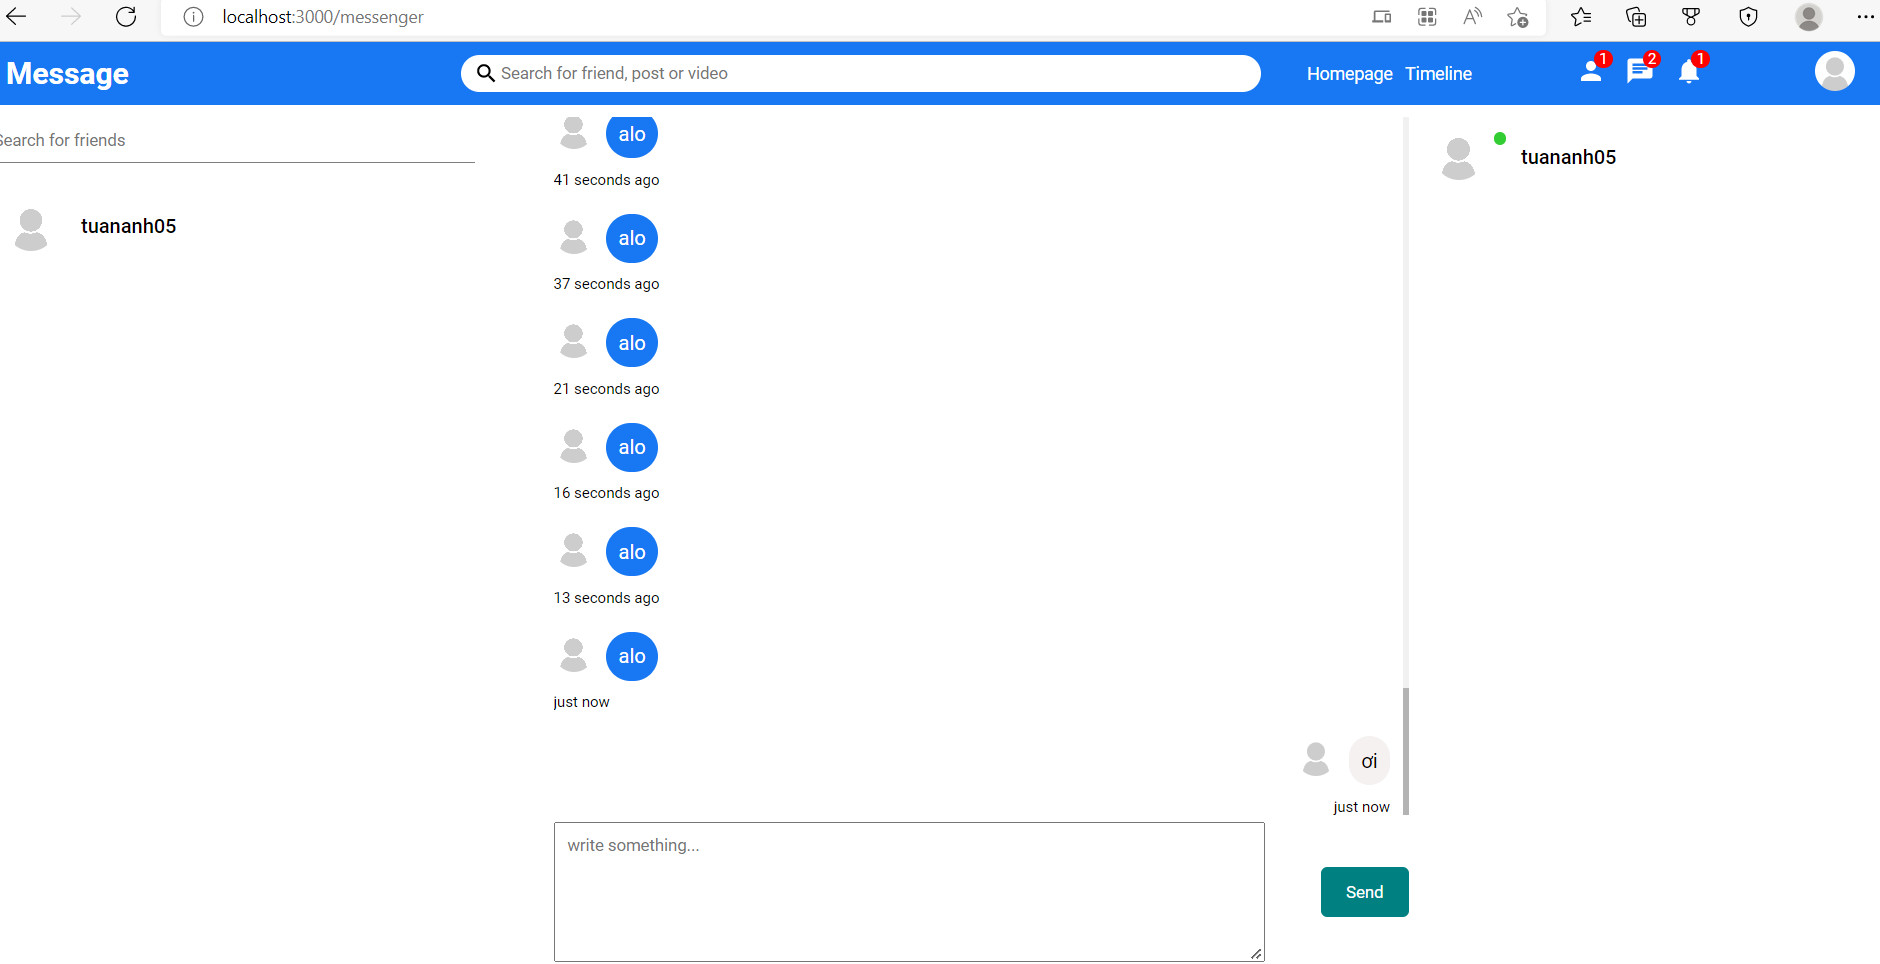 localhost:3000/messenger
Message
Search for friend, post or video
Homepage Timeline
1
2
1
Search for friends
tuananh05
alo
41 seconds ago
alo
37 seconds ago
alo
21 seconds ago
alo
16 seconds ago
alo
13 seconds ago
alo
just now
ơi
just now
write something...
Send
tuananh05